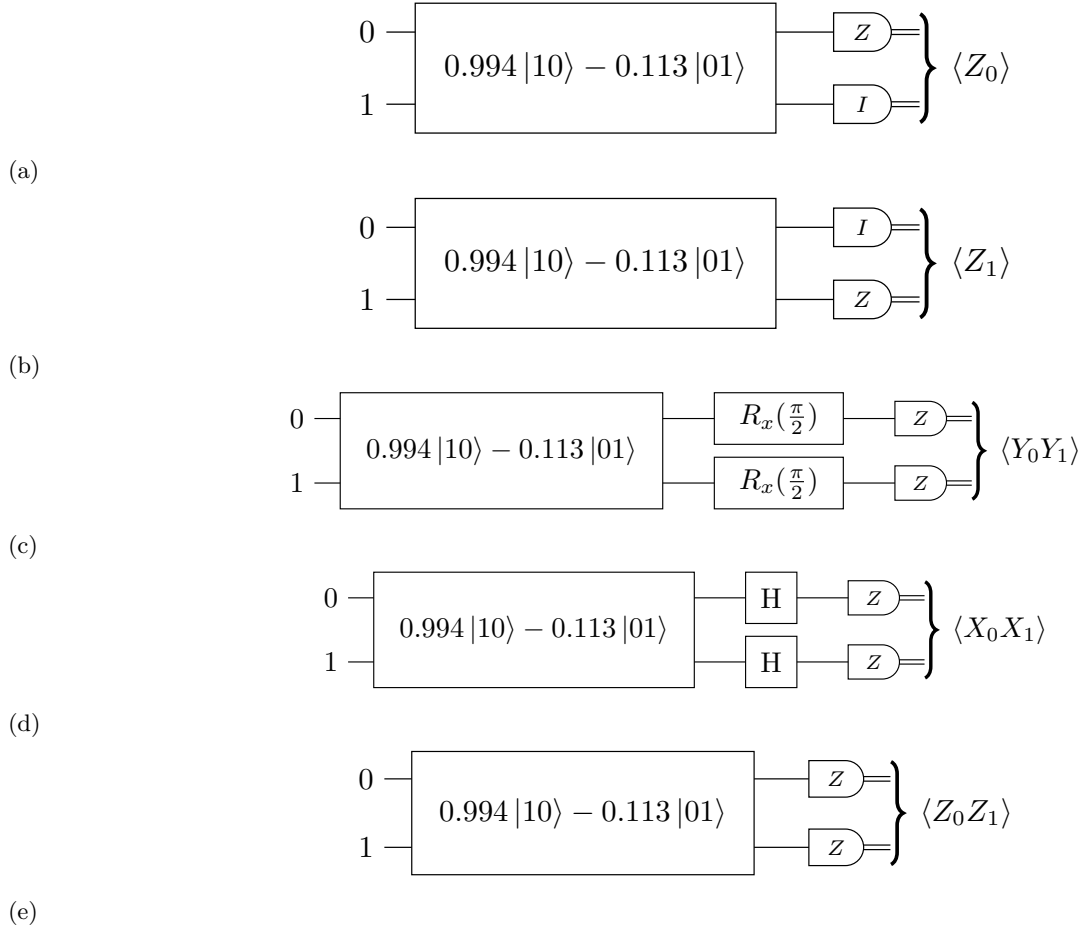 0 Z
0.994 |10⟩ − 0.113 |01⟩ ⟨Z₀⟩
1 I
(a)
0 I
0.994 |10⟩ − 0.113 |01⟩ ⟨Z₁⟩
1 Z
(b)
0 Rₓ(π/2) Z
0.994 |10⟩ − 0.113 |01⟩ ⟨Y₀Y₁⟩
1 Rₓ(π/2) Z
(c)
0 H Z
0.994 |10⟩ − 0.113 |01⟩ ⟨X₀X₁⟩
1 H Z
(d)
0 Z
0.994 |10⟩ − 0.113 |01⟩ ⟨Z₀Z₁⟩
1 Z
(e)